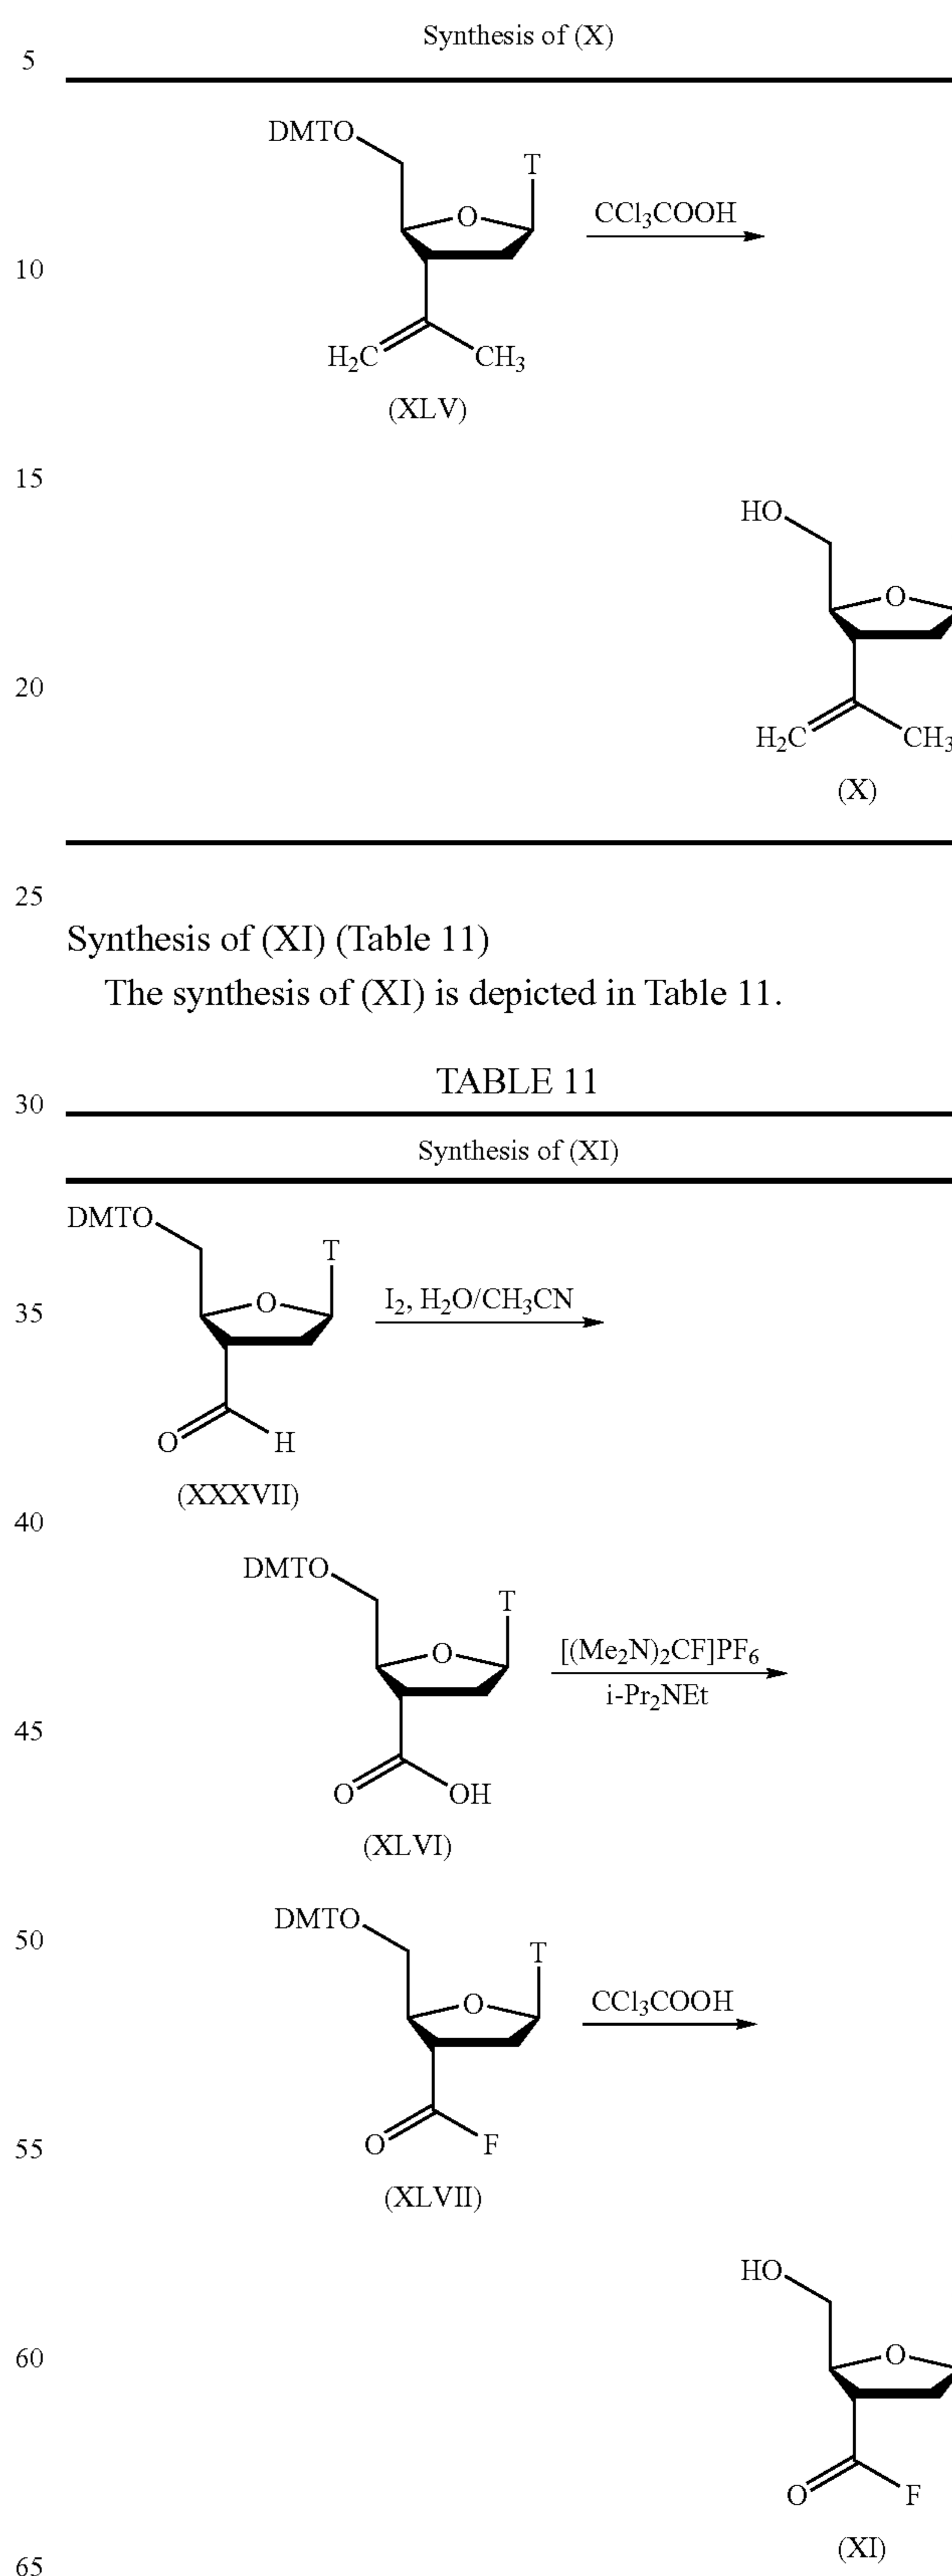 Synthesis of (X)
5
DMTO
T
O
CCl3COOH
10
H2C
CH3
(XLV)
15
HO
O
20
H2C
CH3
(X)
25
Synthesis of (XI) (Table 11)
The synthesis of (XI) is depicted in Table 11.
TABLE 11
30
Synthesis of (XI)
DMTO
T
O
I2, H2O/CH3CN
35
O
H
(XXXVII)
40
DMTO
T
O
[(Me2N)2CF]PF6
i-Pr2NEt
45
O
OH
(XLVI)
DMTO
50
T
O
CCl3COOH
55
O
F
(XLVII)
HO
60
O
O
F
(XI)
65